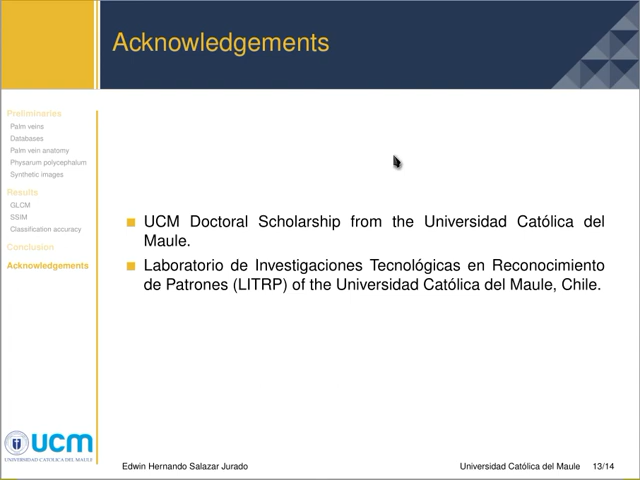 Acknowledgements
Preliminaries
Palm veins
Databases
Palm vein anatomy
Physarum polycephalum
Synthetic images
Results
GLCM
SSIM
Classification accuracy
Conclusion
Acknowledgements
UCM Doctoral Scholarship from the Universidad Católica del
Maule.
Laboratorio de Investigaciones Tecnológicas en Reconocimiento
de Patrones (LITRP) of the Universidad Católica del Maule, Chile.
ucm
UNIVERSIDAD CATOLICA DEL MAULE
Edwin Hernando Salazar Jurado
Universidad Católica del Maule 13/14